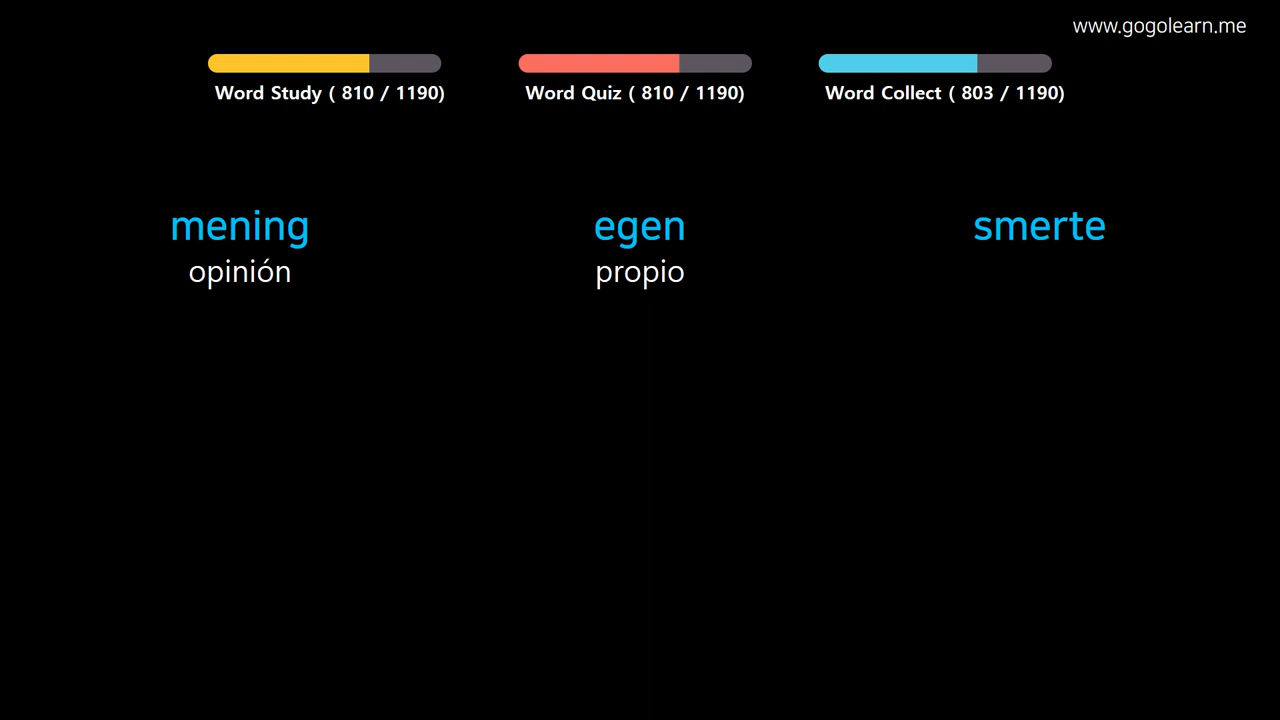 www.gogolearn.me
Word Study ( 810 / 1190)
Word Quiz ( 810 / 1190)
Word Collect ( 803 / 1190)
mening
opinión
egen
propio
smerte